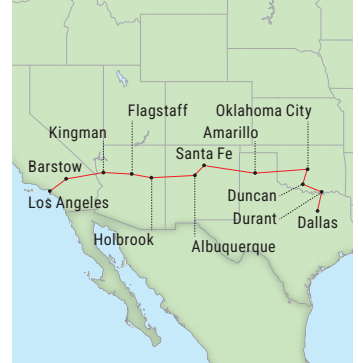 Flagstaff
Oklahoma City
Kingman
Amarillo
Santa Fe
Barstow
Los Angeles
Duncan
Durant
Dallas
Holbrook
Albuquerque